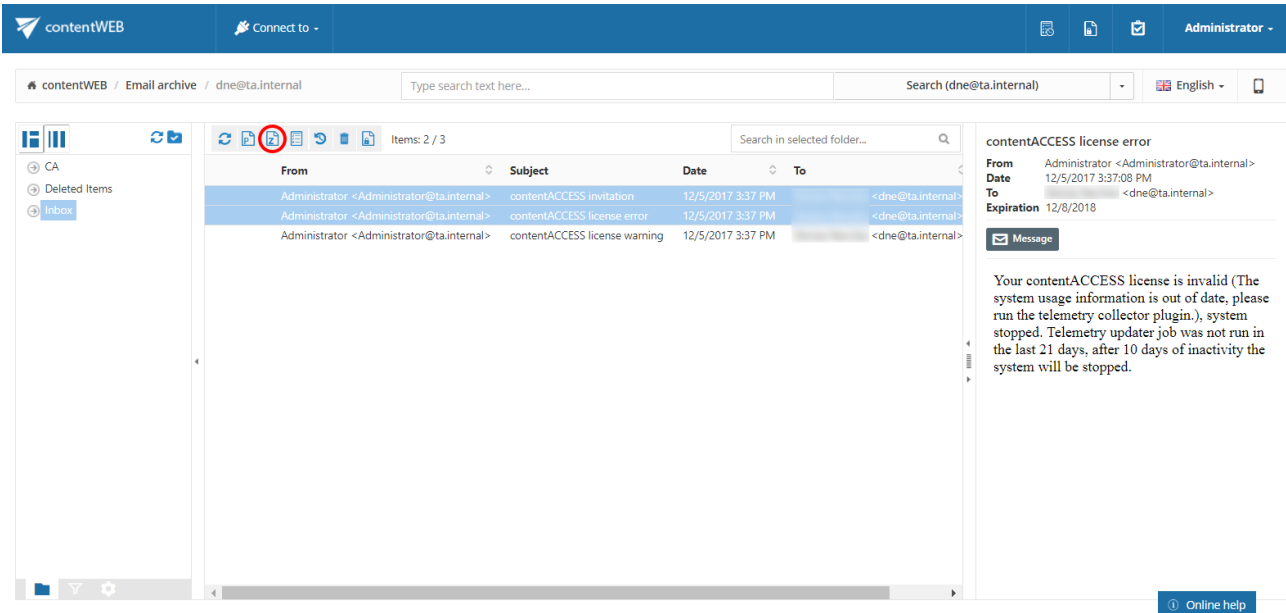 contentWEB
Connect to
Administrator
contentWEB / Email archive / dne@ta.internal
Type search text here...
Search (dne@ta.internal)
English
CA
Deleted Items
Inbox
Items: 2 / 3
Search in selected folder...
From Subject Date To
Administrator <Administrator@ta.internal> contentACCESS invitation 12/5/2017 3:37 PM <dne@ta.internal>
Administrator <Administrator@ta.internal> contentACCESS license error 12/5/2017 3:37 PM <dne@ta.internal>
Administrator <Administrator@ta.internal> contentACCESS license warning 12/5/2017 3:37 PM <dne@ta.internal>
contentACCESS license error
From Administrator <Administrator@ta.internal>
Date 12/5/2017 3:37:08 PM
To <dne@ta.internal>
Expiration 12/8/2018
Message
Your contentACCESS license is invalid (The
system usage information is out of date, please
run the telemetry collector plugin.), system
stopped. Telemetry updater job was not run in
the last 21 days, after 10 days of inactivity the
system will be stopped.
Online help